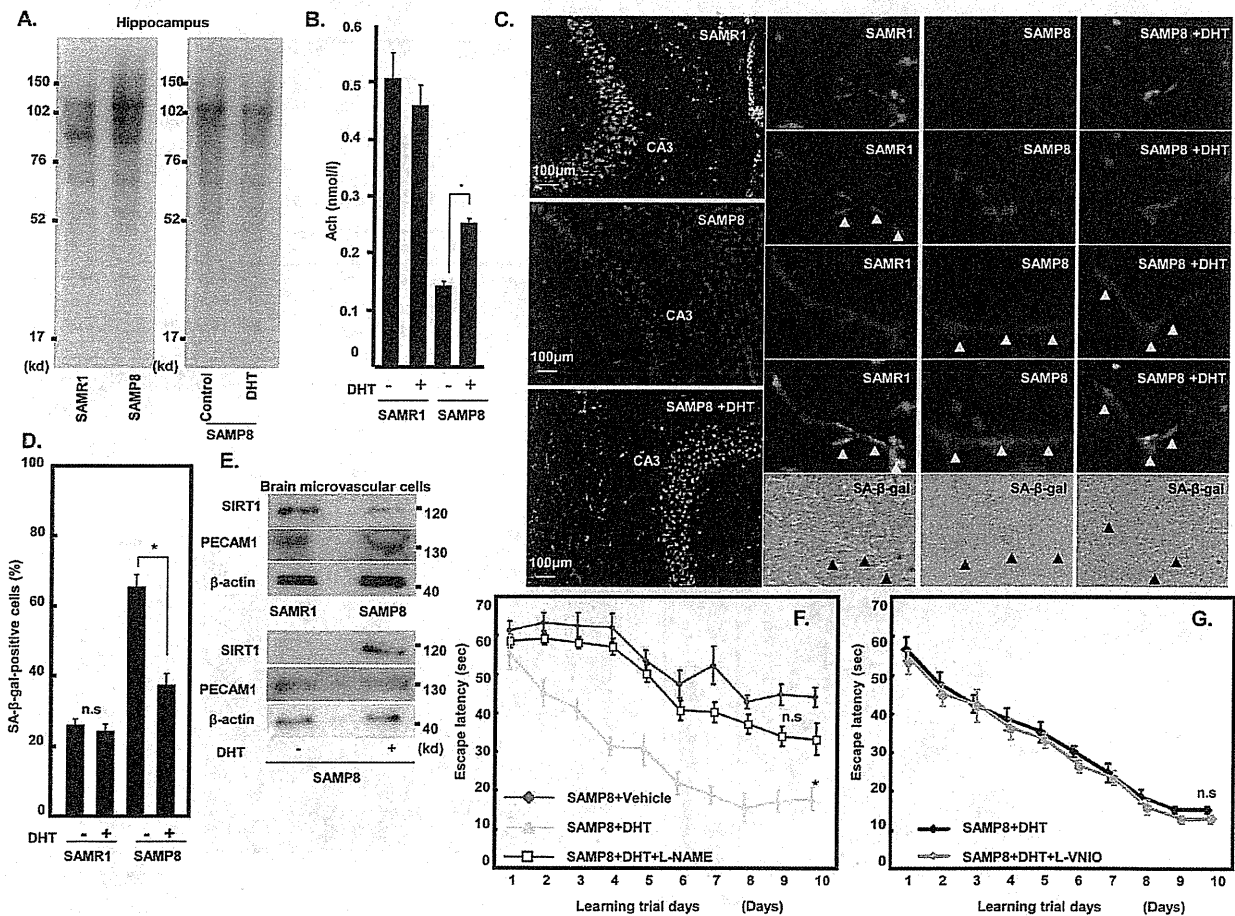 A.
Hippocampus
150
102
76
52
17
(kd)
150
102
76
52
17
(kd)
SAMR1
SAMP8
Control
DHT
SAMP8
B.
Ach (nmol/l)
0.6
0.5
0.4
0.3
0.2
0.1
0
*
DHT - + - +
SAMR1 SAMP8
C.
SAMR1
CA3
100µm
SAMP8
CA3
100µm
SAMP8 +DHT
CA3
100µm
SAMR1 SAMP8 SAMP8 +DHT
SAMR1 SAMP8 SAMP8 +DHT
SAMR1 SAMP8 SAMP8 +DHT
SAMR1 SAMP8 SAMP8 +DHT
SA-β-gal SA-β-gal SA-β-gal
D.
SA-β-gal-positive cells (%)
100
80
60
40
20
0
n.s
*
DHT - + - +
SAMR1 SAMP8
E.
Brain microvascular cells
SIRT1 120
PECAM1 130
β-actin 40
SAMR1 SAMP8
SIRT1 120
PECAM1 130
β-actin 40
DHT - + (kd)
SAMP8
F.
Escape latency (sec)
70
60
50
40
30
20
10
0
n.s
*
SAMP8+Vehicle
SAMP8+DHT
SAMP8+DHT+L-NAME
1 2 3 4 5 6 7 8 9 10
Learning trial days (Days)
G.
Escape latency (sec)
70
60
50
40
30
20
10
0
n.s
SAMP8+DHT
SAMP8+DHT+L-VNIO
1 2 3 4 5 6 7 8 9 10
Learning trial days (Days)